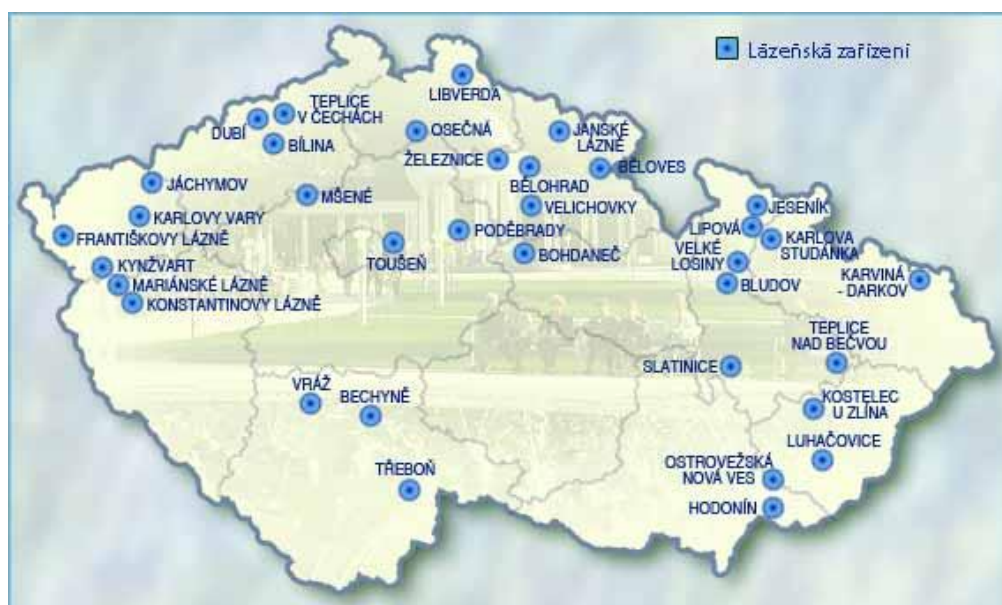 Lázeňská zařízení
LIBVERDA
TEPLICE
V ČECHÁCH
DUBÍ
BÍLINA
OSEČNÁ
JANSKÉ
LÁZNĚ
ŽELEZNICE
BĚLOVES
BĚLOHRAD
JÁCHYMOV
MŠENÉ
VELICHOVKY
KARLOVY VARY
JESENÍK
FRANTIŠKOVY LÁZNĚ
PODĚBRADY
LIPOVÁ
KARLOVA
STUDÁNKA
TOUŠEŇ
BOHDANEČ
VELKÉ
LOSINY
KYNŽVART
KARVINÁ
- DARKOV
MARIÁNSKÉ LÁZNĚ
BLUDOV
KONSTANTINOVY LÁZNĚ
TEPLICE
NAD BEČVOU
SLATINICE
VRÁŽ
BECHYNĚ
KOSTELEC
U ZLÍNA
LUHAČOVICE
TŘEBOŇ
OSTROVEŽSKÁ
NOVÁ VES
HODONÍN